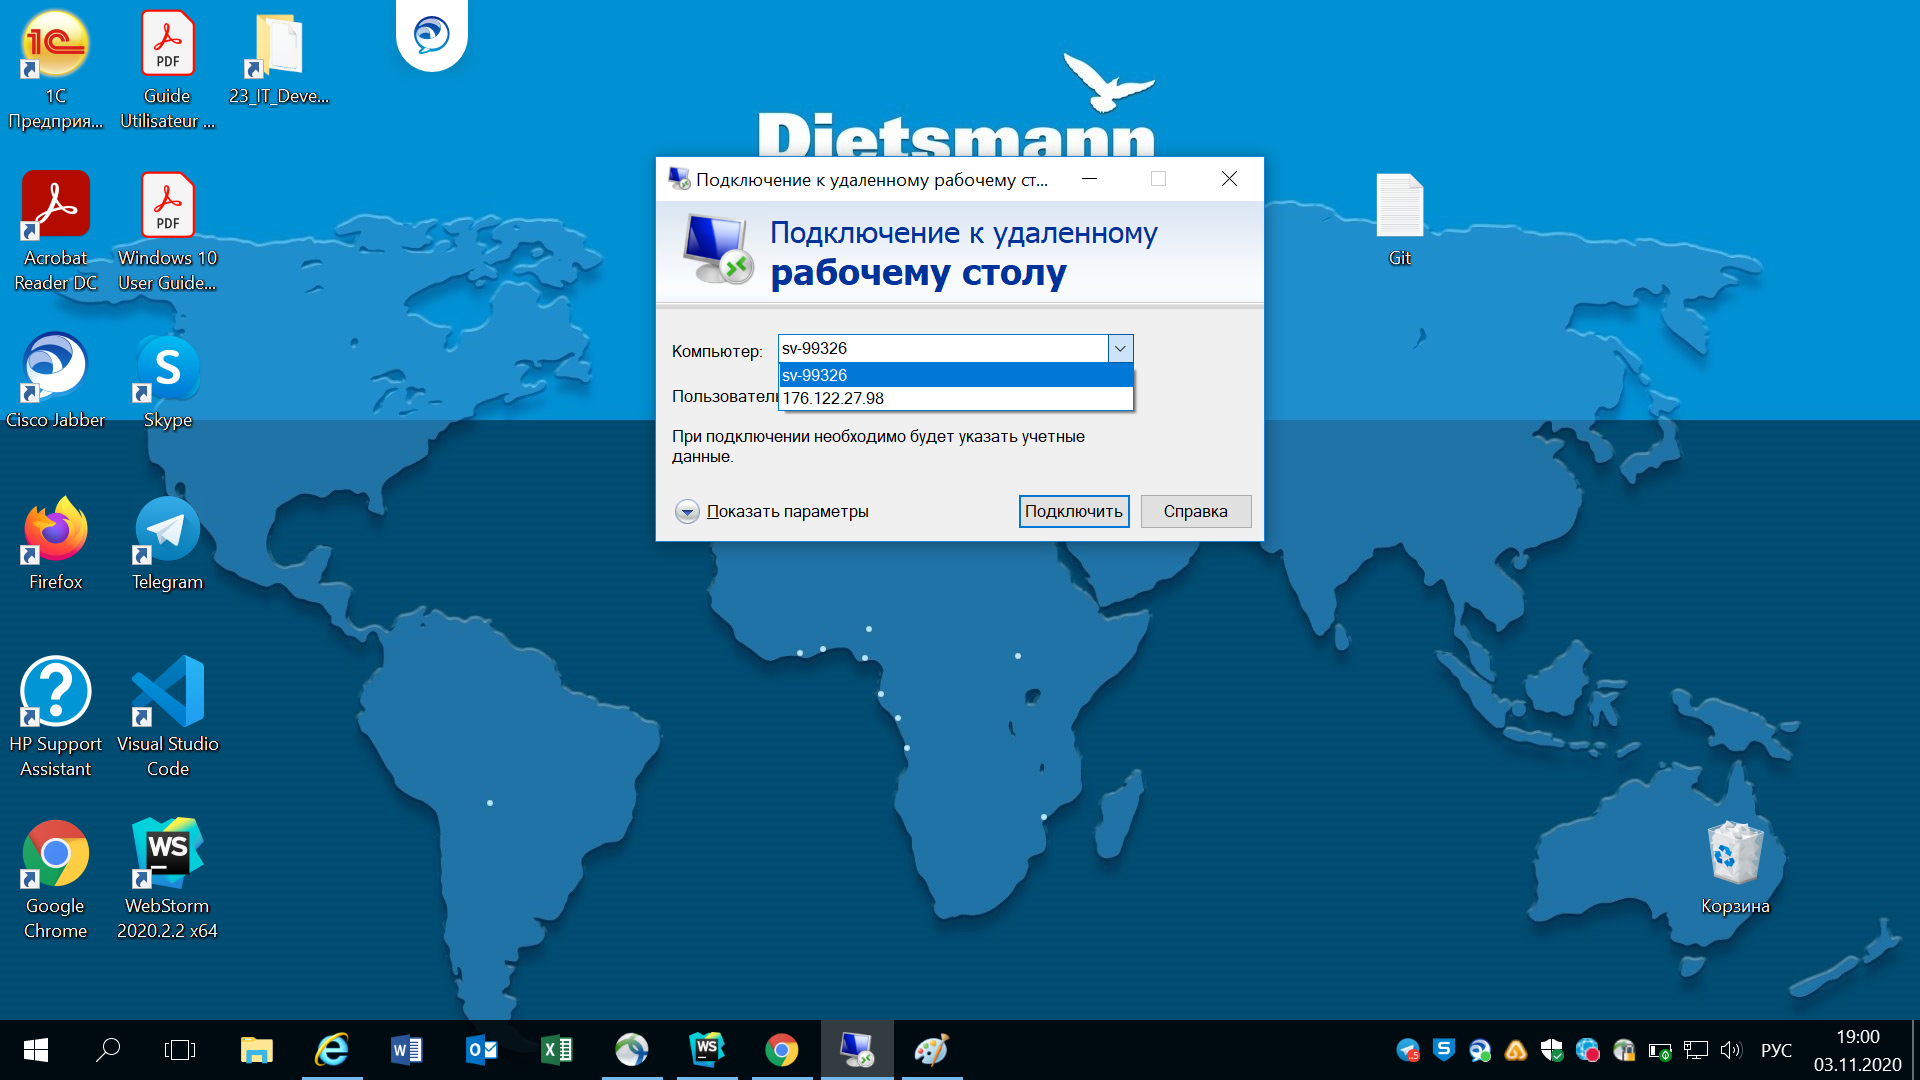 1C
Предприя...
Guide
Utilisateur ...
23_IT_Deve...
Dietsmann
Acrobat
Reader DC
Windows 10
User Guide...
Cisco Jabber
Skype
Firefox
Telegram
HP Support
Assistant
Visual Studio
Code
Google
Chrome
WS
WebStorm
2020.2.2 x64
PDF
PDF
Подключение к удаленному рабочему ст...
Подключение к удаленному
рабочему столу
Компьютер:
sv-99326
sv-99326
Пользователь
176.122.27.98
При подключении необходимо будет указать учетные
данные.
Показать параметры
Подключить
Справка
Git
Корзина
WS
РУС
19:00
03.11.2020